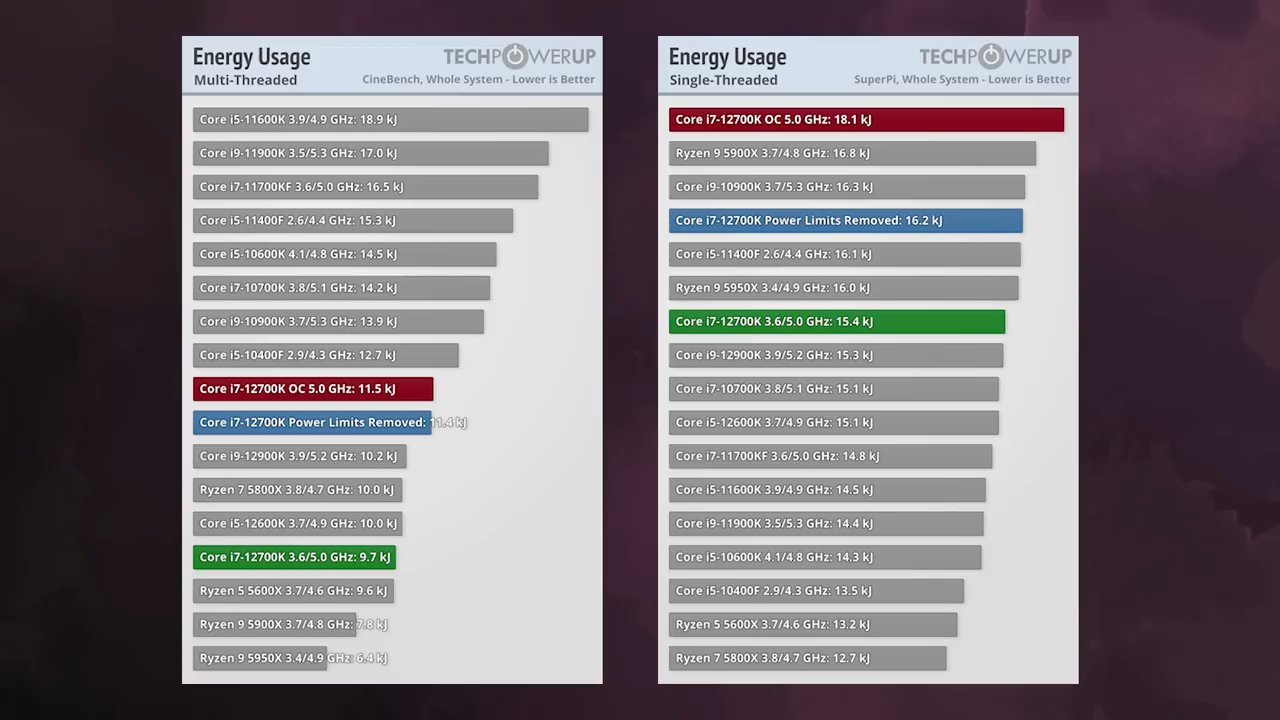 Energy Usage
TECHPOWERUP
Multi-Threaded
CineBench, Whole System - Lower is Better
Core i5-11600K 3.9/4.9 GHz: 18.9 kJ
Core i9-11900K 3.5/5.3 GHz: 17.0 kJ
Core i7-11700KF 3.6/5.0 GHz: 16.5 kJ
Core i5-11400F 2.6/4.4 GHz: 15.3 kJ
Core i5-10600K 4.1/4.8 GHz: 14.5 kJ
Core i7-10700K 3.8/5.1 GHz: 14.2 kJ
Core i9-10900K 3.7/5.3 GHz: 13.9 kJ
Core i5-10400F 2.9/4.3 GHz: 12.7 kJ
Core i7-12700K OC 5.0 GHz: 11.5 kJ
Core i7-12700K Power Limits Removed: 11.4 kJ
Core i9-12900K 3.9/5.2 GHz: 10.2 kJ
Ryzen 7 5800X 3.8/4.7 GHz: 10.0 kJ
Core i5-12600K 3.7/4.9 GHz: 10.0 kJ
Core i7-12700K 3.6/5.0 GHz: 9.7 kJ
Ryzen 5 5600X 3.7/4.6 GHz: 9.6 kJ
Ryzen 9 5900X 3.7/4.8 GHz: 7.8 kJ
Ryzen 9 5950X 3.4/4.9 GHz: 6.4 kJ
Energy Usage
TECHPOWERUP
Single-Threaded
SuperPi, Whole System - Lower is Better
Core i7-12700K OC 5.0 GHz: 18.1 kJ
Ryzen 9 5900X 3.7/4.8 GHz: 16.8 kJ
Core i9-10900K 3.7/5.3 GHz: 16.3 kJ
Core i7-12700K Power Limits Removed: 16.2 kJ
Core i5-11400F 2.6/4.4 GHz: 16.1 kJ
Ryzen 9 5950X 3.4/4.9 GHz: 16.0 kJ
Core i7-12700K 3.6/5.0 GHz: 15.4 kJ
Core i9-12900K 3.9/5.2 GHz: 15.3 kJ
Core i7-10700K 3.8/5.1 GHz: 15.1 kJ
Core i5-12600K 3.7/4.9 GHz: 15.1 kJ
Core i7-11700KF 3.6/5.0 GHz: 14.8 kJ
Core i5-11600K 3.9/4.9 GHz: 14.5 kJ
Core i9-11900K 3.5/5.3 GHz: 14.4 kJ
Core i5-10600K 4.1/4.8 GHz: 14.3 kJ
Core i5-10400F 2.9/4.3 GHz: 13.5 kJ
Ryzen 5 5600X 3.7/4.6 GHz: 13.2 kJ
Ryzen 7 5800X 3.8/4.7 GHz: 12.7 kJ